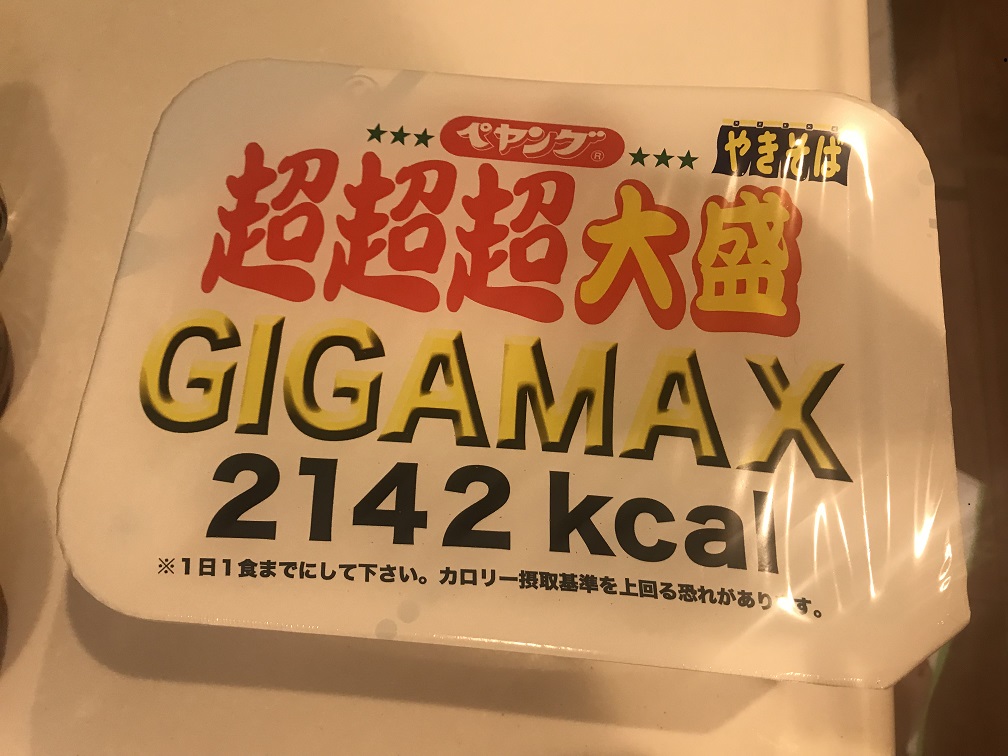 ★★★ペヤング®★★★
やきそば
超超超大盛
GIGAMAX
2142 kcal
※1日1食までにして下さい。カロリー摂取基準を上回る恐れがあります。